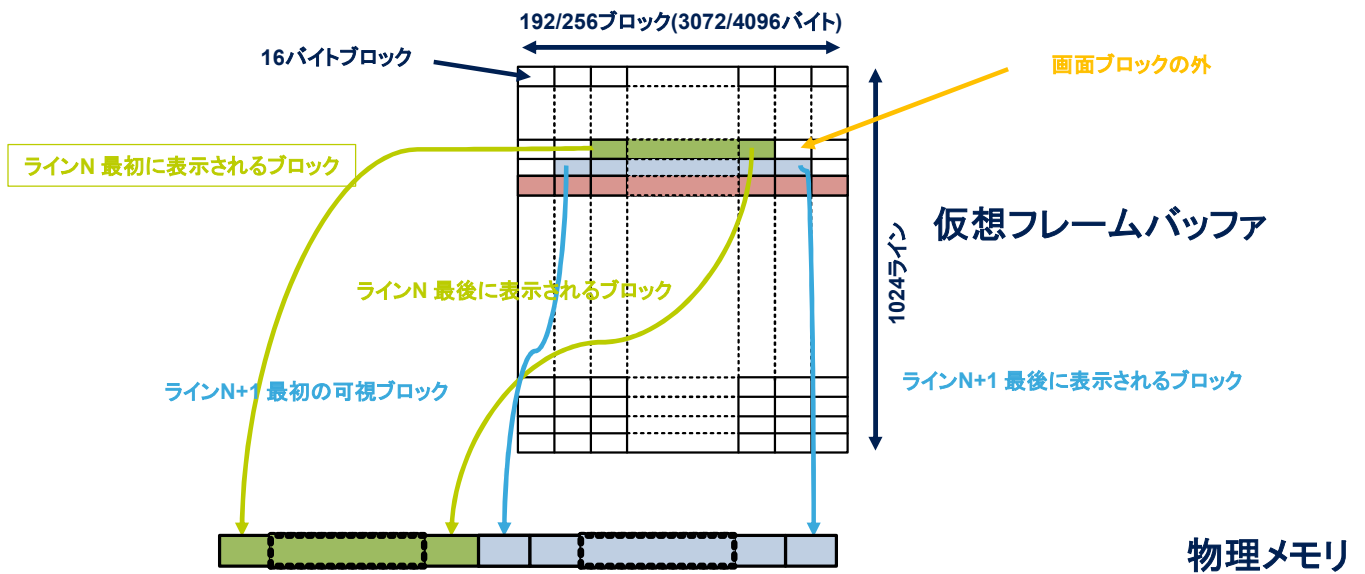 192/256ブロック(3072/4096バイト)
16バイトブロック
画面ブロックの外
ラインN 最初に表示されるブロック
仮想フレームバッファ
1024ライン
ラインN 最後に表示されるブロック
ラインN+1 最初の可視ブロック
ラインN+1 最後に表示されるブロック
物理メモリ